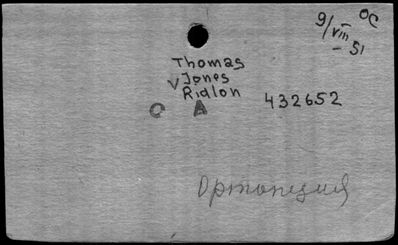 9/VIII - 51
OC
Thomas
V Jones
Ridlon
432652
O A
Ортопедия